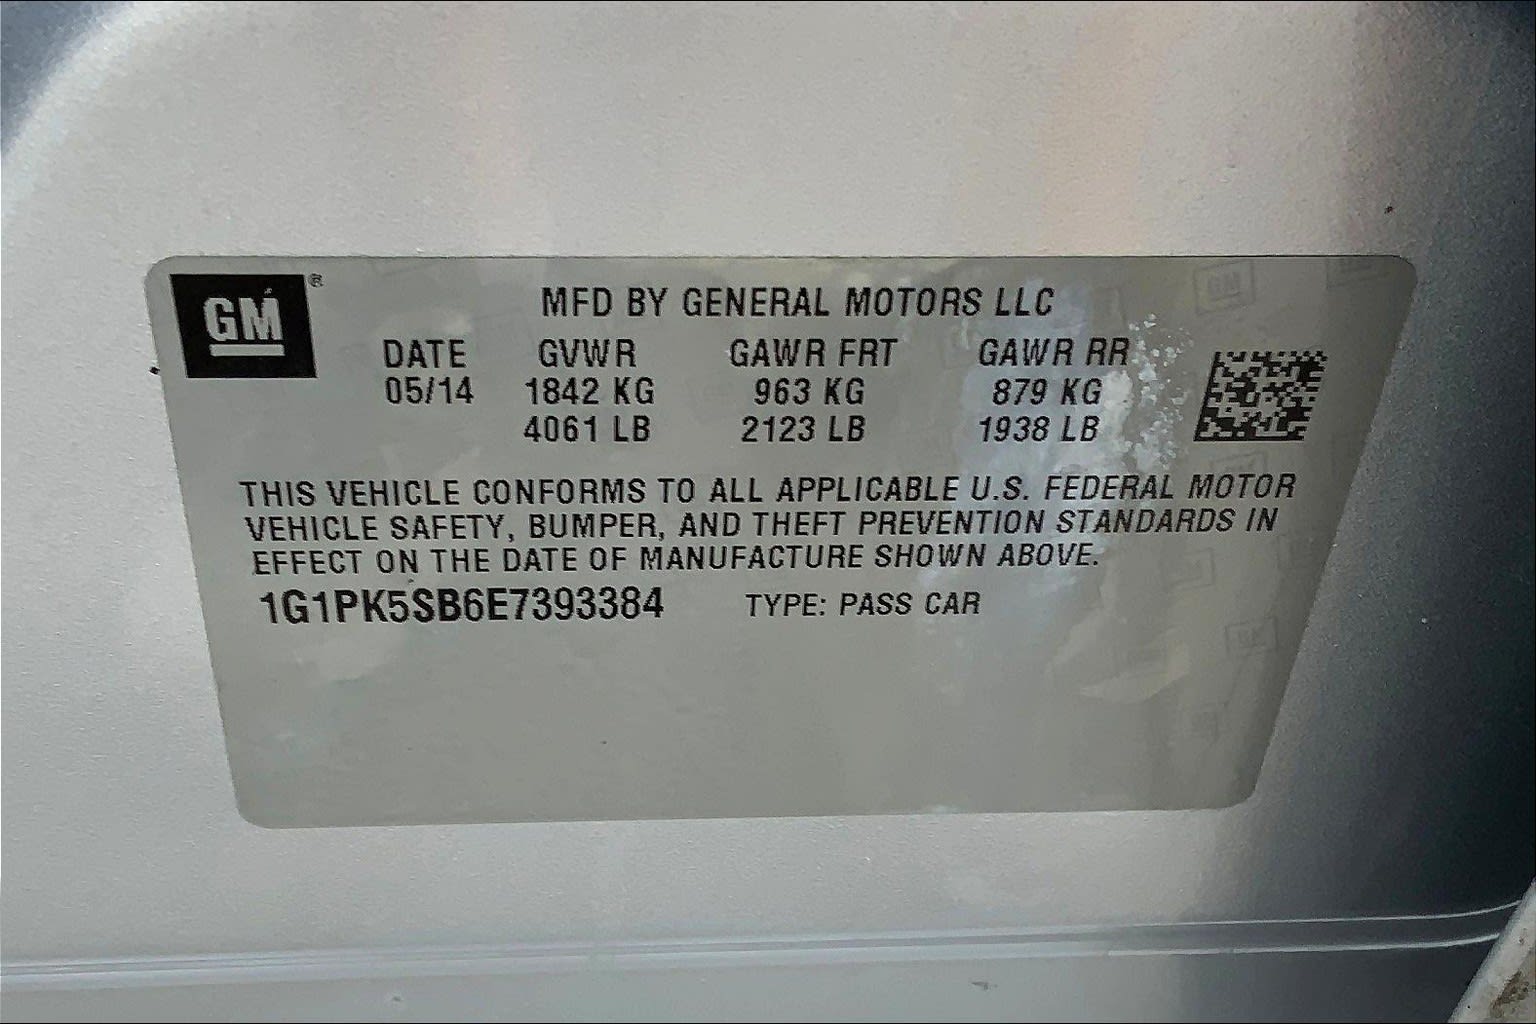 GM ®
MFD BY GENERAL MOTORS LLC
DATE GVWR GAWR FRT GAWR RR
05/14 1842 KG 963 KG 879 KG
4061 LB 2123 LB 1938 LB
THIS VEHICLE CONFORMS TO ALL APPLICABLE U.S. FEDERAL MOTOR
VEHICLE SAFETY, BUMPER, AND THEFT PREVENTION STANDARDS IN
EFFECT ON THE DATE OF MANUFACTURE SHOWN ABOVE.
1G1PK5SB6E7393384 TYPE: PASS CAR